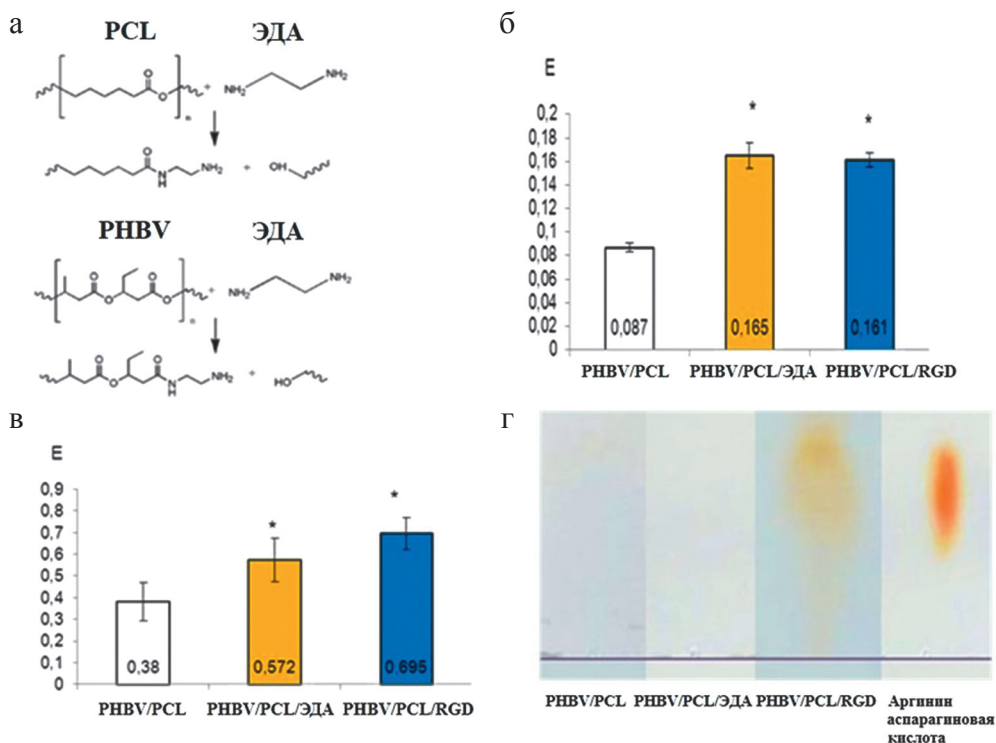 а
PCL ЭДА
O
O
n
+
NH₂
NH₂
O
N
H
NH₂
+
OH
PHBV ЭДА
O
O
O
O
n
+
NH₂
NH₂
O
O
O
N
H
NH₂
+
HO
б
E
0,2
0,18
0,16
0,14
0,12
0,1
0,08
0,06
0,04
0,02
0
*
*
0,087
0,165
0,161
PHBV/PCL PHBV/PCL/ЭДА PHBV/PCL/RGD
в
E
0,9
0,8
0,7
0,6
0,5
0,4
0,3
0,2
0,1
0
*
*
0,38
0,572
0,695
PHBV/PCL PHBV/PCL/ЭДА PHBV/PCL/RGD
г
PHBV/PCL PHBV/PCL/ЭДА PHBV/PCL/RGD Аргинин
аспарагиновая
кислота